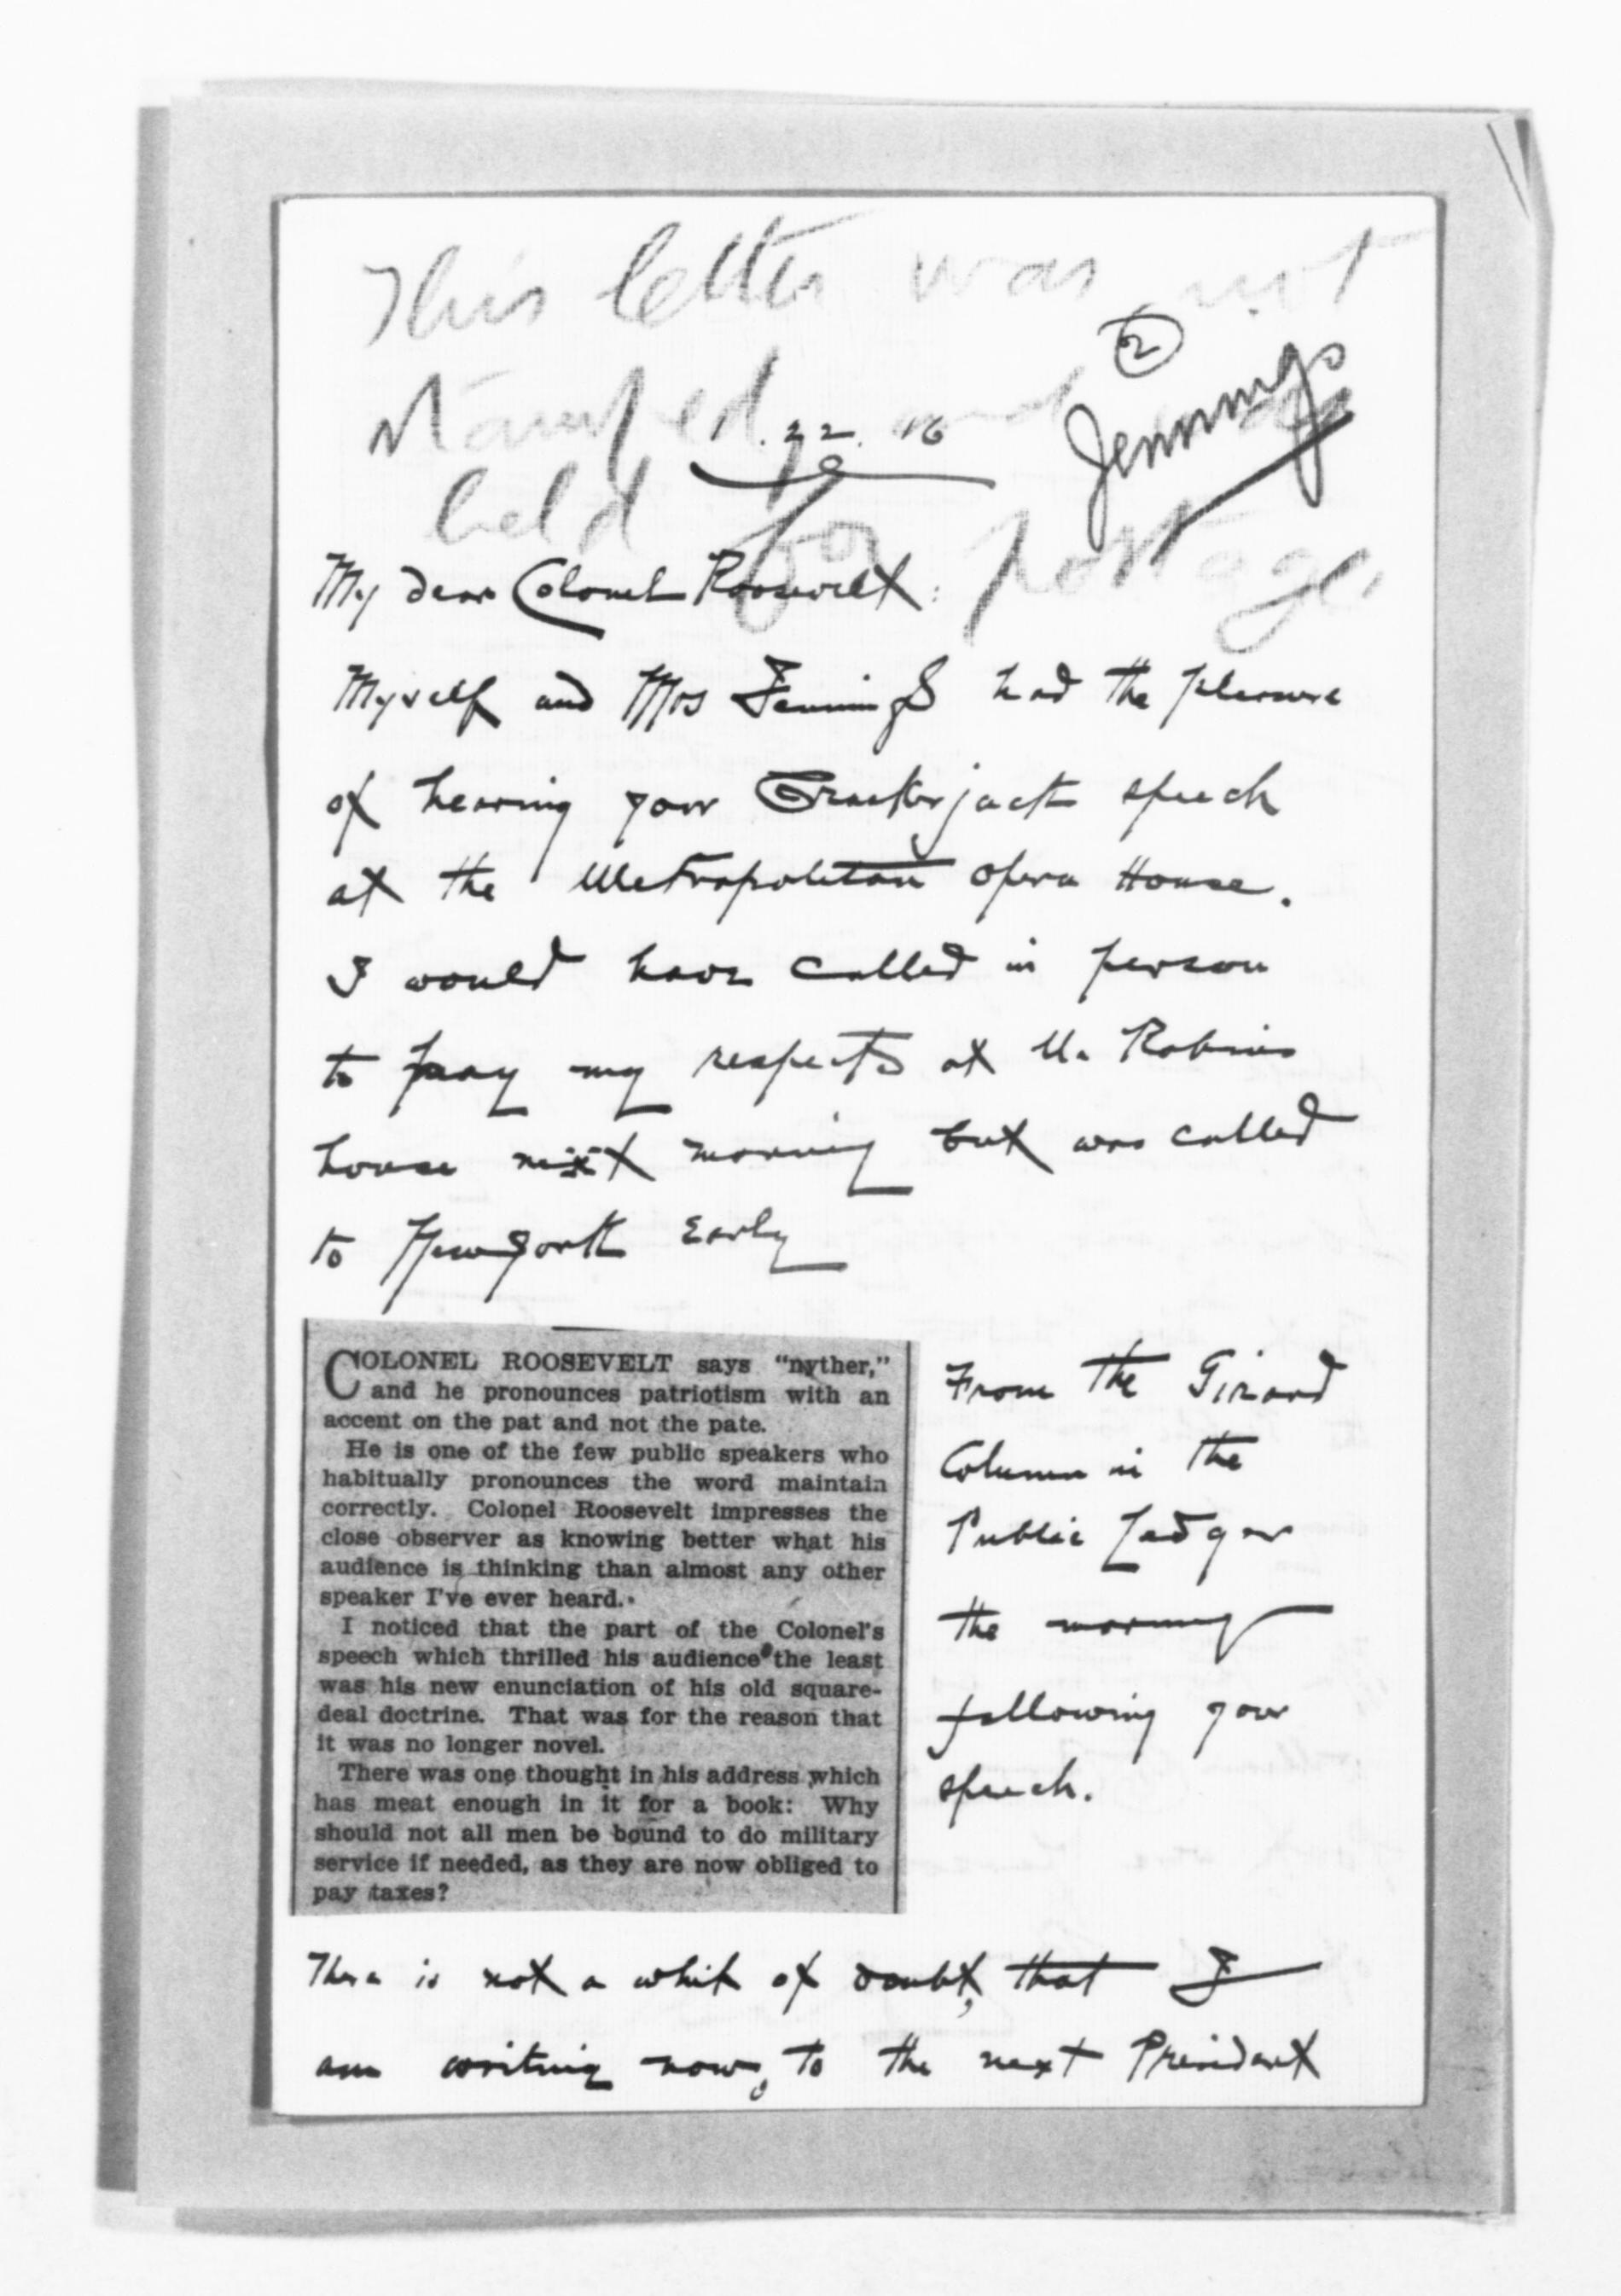 This letter was not
②
Jennings
stamped and
held for postage.
1.22.16
My dear Colonel Roosevelt:
Myself and Mrs Jennings had the pleasure
of hearing your Crackerjack speech
at the Metropolitan Opera House.
I would have called in person
to pay my respects at Mr Robins
house next morning but was called
to New York Early
COLONEL ROOSEVELT says "nyther,"
and he pronounces patriotism with an
accent on the pat and not the pate.
He is one of the few public speakers who
habitually pronounces the word maintain
correctly. Colonel Roosevelt impresses the
close observer as knowing better what his
audience is thinking than almost any other
speaker I've ever heard.
I noticed that the part of the Colonel's
speech which thrilled his audience the least
was his new enunciation of his old square-
deal doctrine. That was for the reason that
it was no longer novel.
There was one thought in his address which
has meat enough in it for a book: Why
should not all men be bound to do military
service if needed, as they are now obliged to
pay taxes?
From the Girard
Column in the
Public Ledger
the morning
following your
speech.
There is not a whit of doubt, that I
am writing now, to the next President